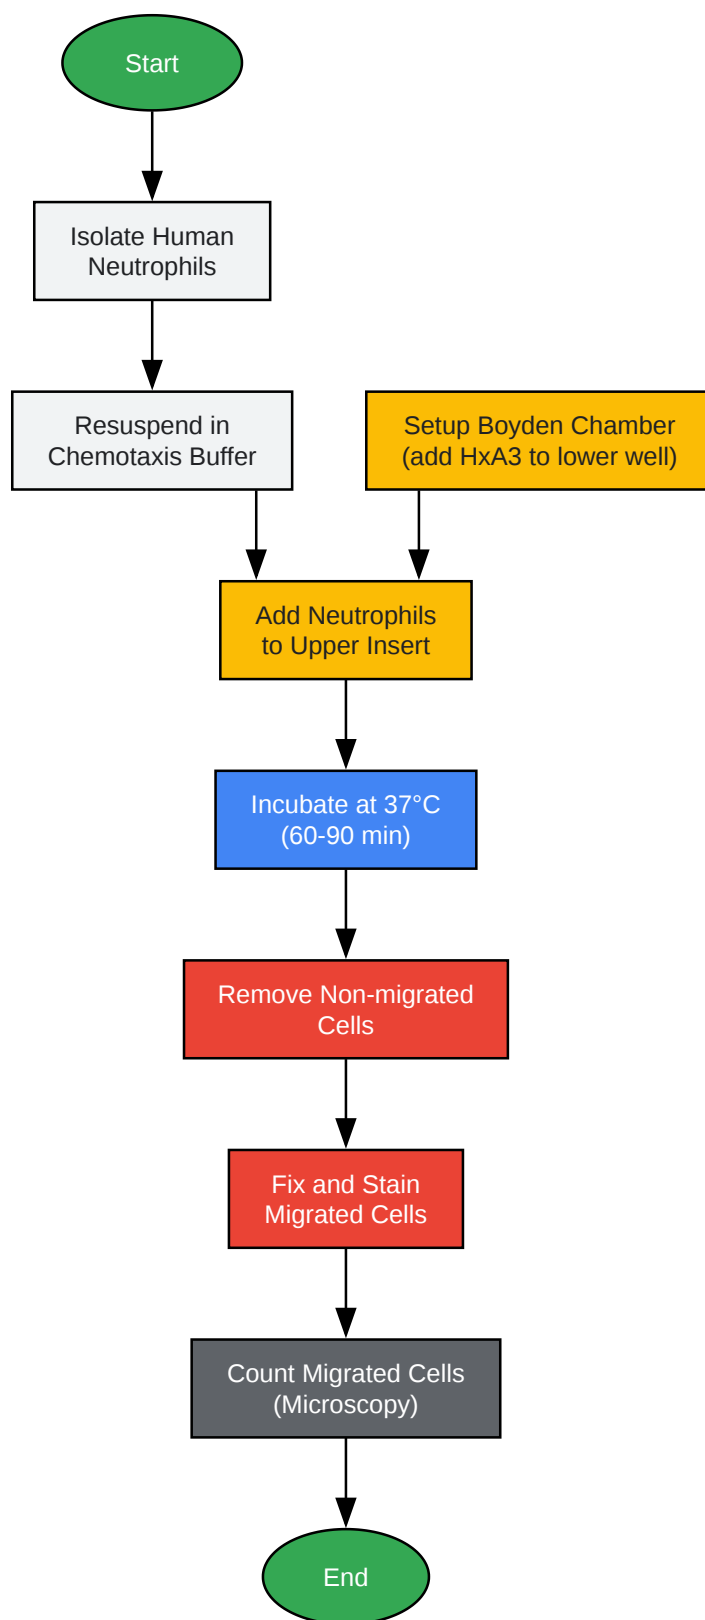 Start
Isolate Human
Neutrophils
Resuspend in
Chemotaxis Buffer
Setup Boyden Chamber
(add HxA3 to lower well)
Add Neutrophils
to Upper Insert
Incubate at 37°C
(60-90 min)
Remove Non-migrated
Cells
Fix and Stain
Migrated Cells
Count Migrated Cells
(Microscopy)
End